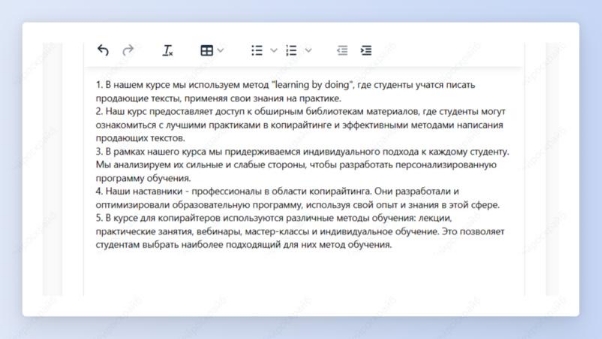 1. В нашем курсе мы используем метод "learning by doing", где студенты учатся писать
продающие тексты, применяя свои знания на практике.
2. Наш курс предоставляет доступ к обширным библиотекам материалов, где студенты могут
ознакомиться с лучшими практиками в копирайтинге и эффективными методами написания
продающих текстов.
3. В рамках нашего курса мы придерживаемся индивидуального подхода к каждому студенту.
Мы анализируем их сильные и слабые стороны, чтобы разработать персонализированную
программу обучения.
4. Наши наставники - профессионалы в области копирайтинга. Они разработали и
оптимизировали образовательную программу, используя свой опыт и знания в этой сфере.
5. В курсе для копирайтеров используются различные методы обучения: лекции,
практические занятия, вебинары, мастер-классы и индивидуальное обучение. Это позволяет
студентам выбрать наиболее подходящий для них метод обучения.